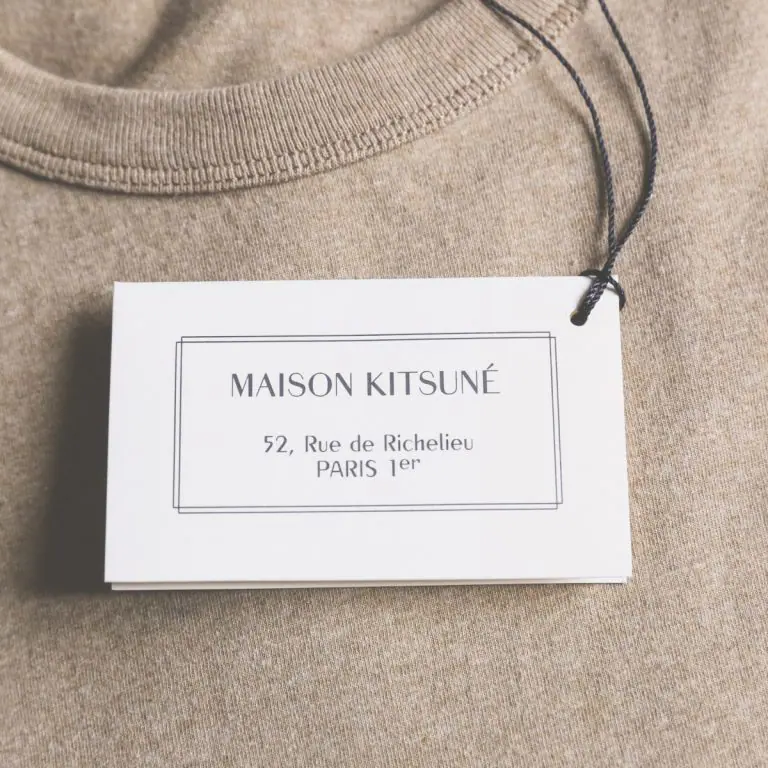 MAISON KITSUNÉ
52, Rue de Richelieu
PARIS 1er